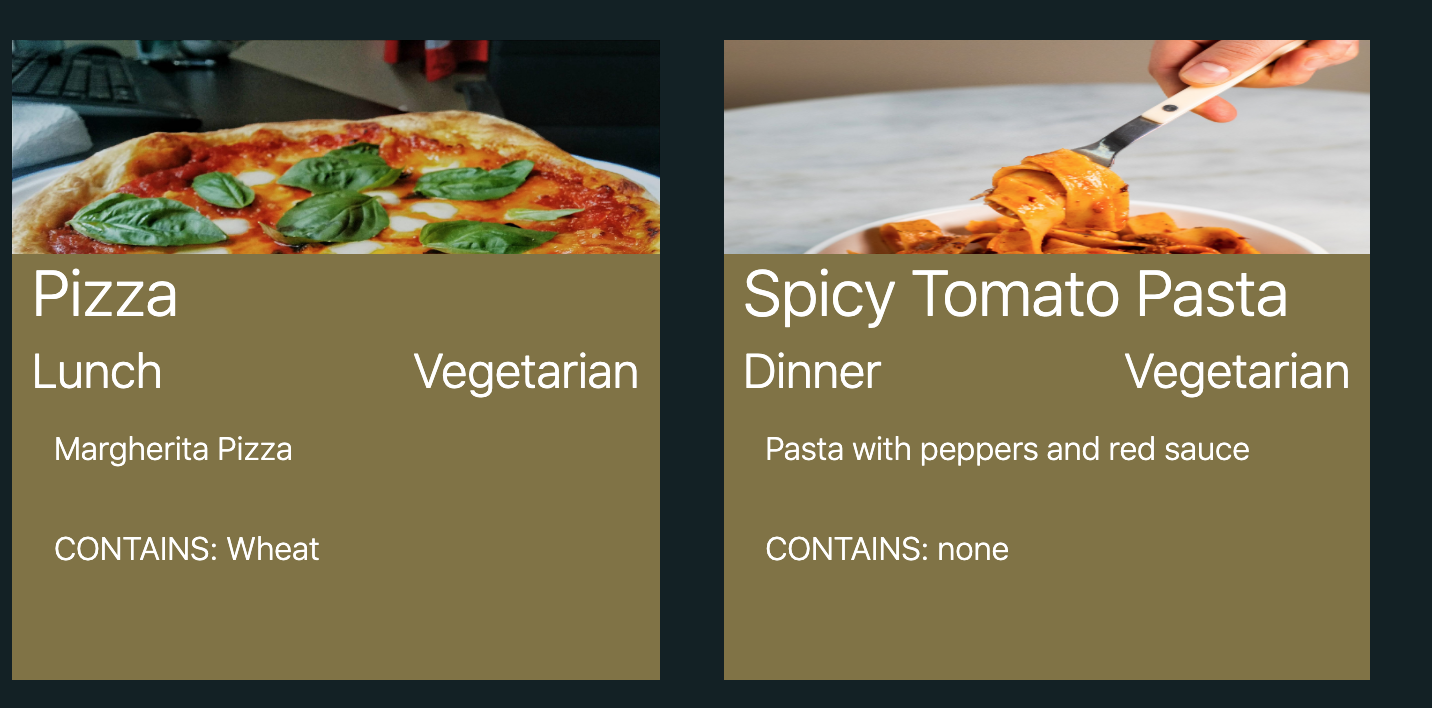 Pizza
Lunch Vegetarian
Margherita Pizza
CONTAINS: Wheat
Spicy Tomato Pasta
Dinner Vegetarian
Pasta with peppers and red sauce
CONTAINS: none